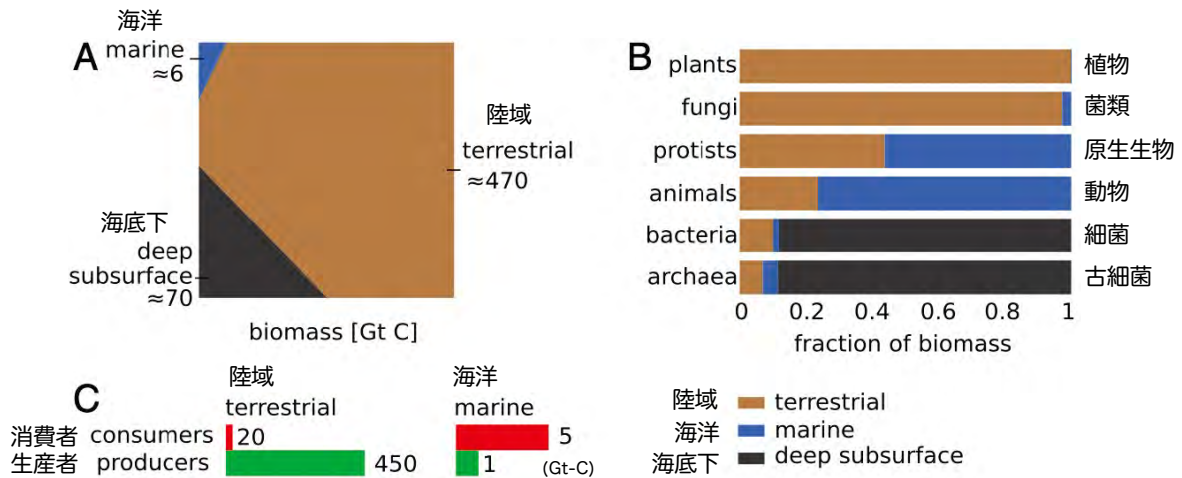 A
海洋
marine
≈6
陸域
terrestrial
≈470
海底下
deep
subsurface
≈70
biomass [Gt C]
B
plants 植物
fungi 菌類
protists 原生生物
animals 動物
bacteria 細菌
archaea 古細菌
0 0.2 0.4 0.6 0.8 1
fraction of biomass
C
陸域 海洋
terrestrial marine
消費者 consumers 20 5
生産者 producers 450 1 (Gt-C)
陸域 terrestrial
海洋 marine
海底下 deep subsurface